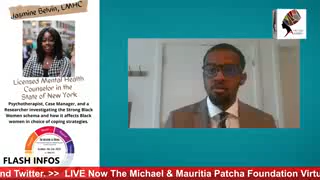 Jasmine Belvin, LMHC
Licensed Mental Health
Counselor in the
State of New York
Psychotherapist, Case Manager, and a
Researcher investigating the Strong Black
Women schema and how it affects Black
women in choice of coping strategies.
FLASH INFOS
nd Twitter. >> LIVE Now The Michael & Mauritia Patcha Foundation Virtu